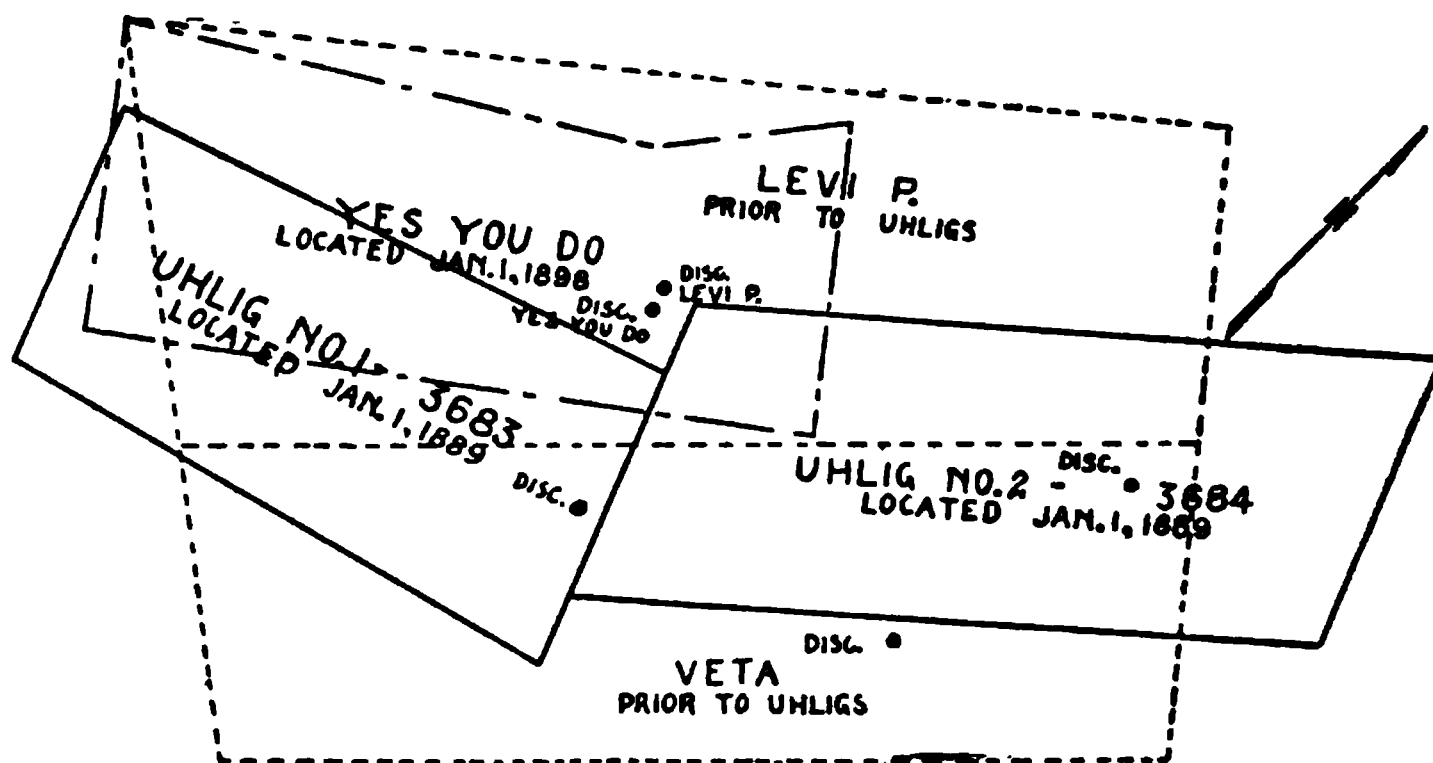 LEVI P.
PRIOR TO UHLIGS
YES YOU DO
LOCATED JAN. 1, 1898
DISC.
LEVI P.
DISC.
YES YOU DO
UHLIG NO. 1 - 3683
LOCATED JAN. 1, 1889
DISC.
UHLIG NO. 2 - 3684
LOCATED JAN. 1, 1889
DISC.
DISC.
VETA
PRIOR TO UHLIGS